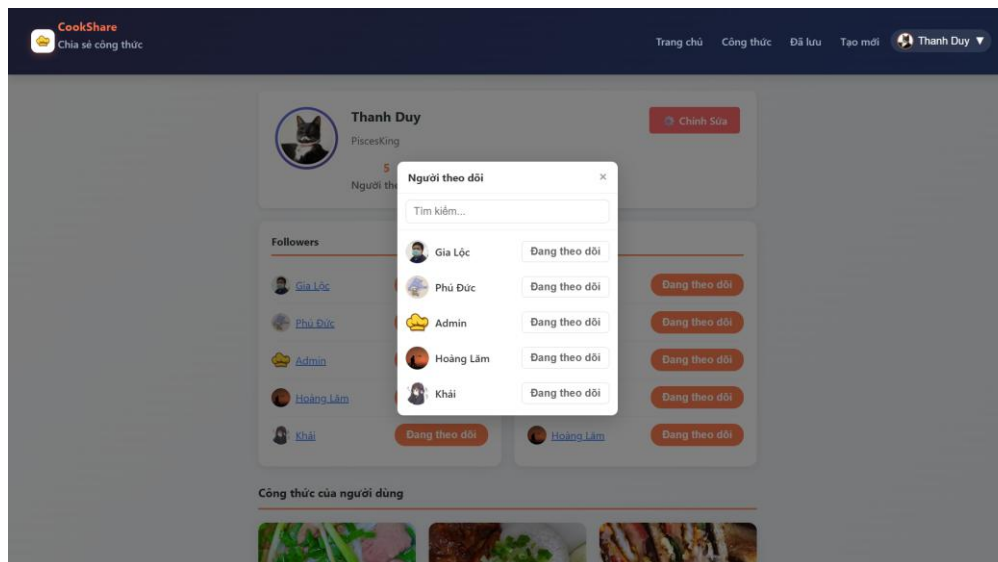 CookShare
Chia sẻ công thức
Trang chủ Công thức Đã lưu Tạo mới Thanh Duy ▼
Thanh Duy
Chỉnh Sửa
PiscesKing
5
Người
Người theo dõi ×
Tìm kiếm...
Gia Lộc Đang theo dõi
Phú Đức Đang theo dõi
Admin Đang theo dõi
Hoàng Lâm Đang theo dõi
Khải Đang theo dõi
Followers
Gia Lộc Đang theo dõi
Phú Đức Đang theo dõi
Admin Đang theo dõi
Hoàng Lâm Đang theo dõi
Khải Đang theo dõi Hoàng Lâm Đang theo dõi
Công thức của người dùng